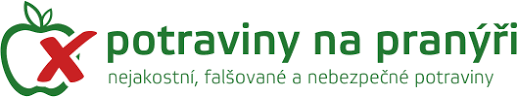 potraviny na pranýři
nejakostní, falšované a nebezpečné potraviny